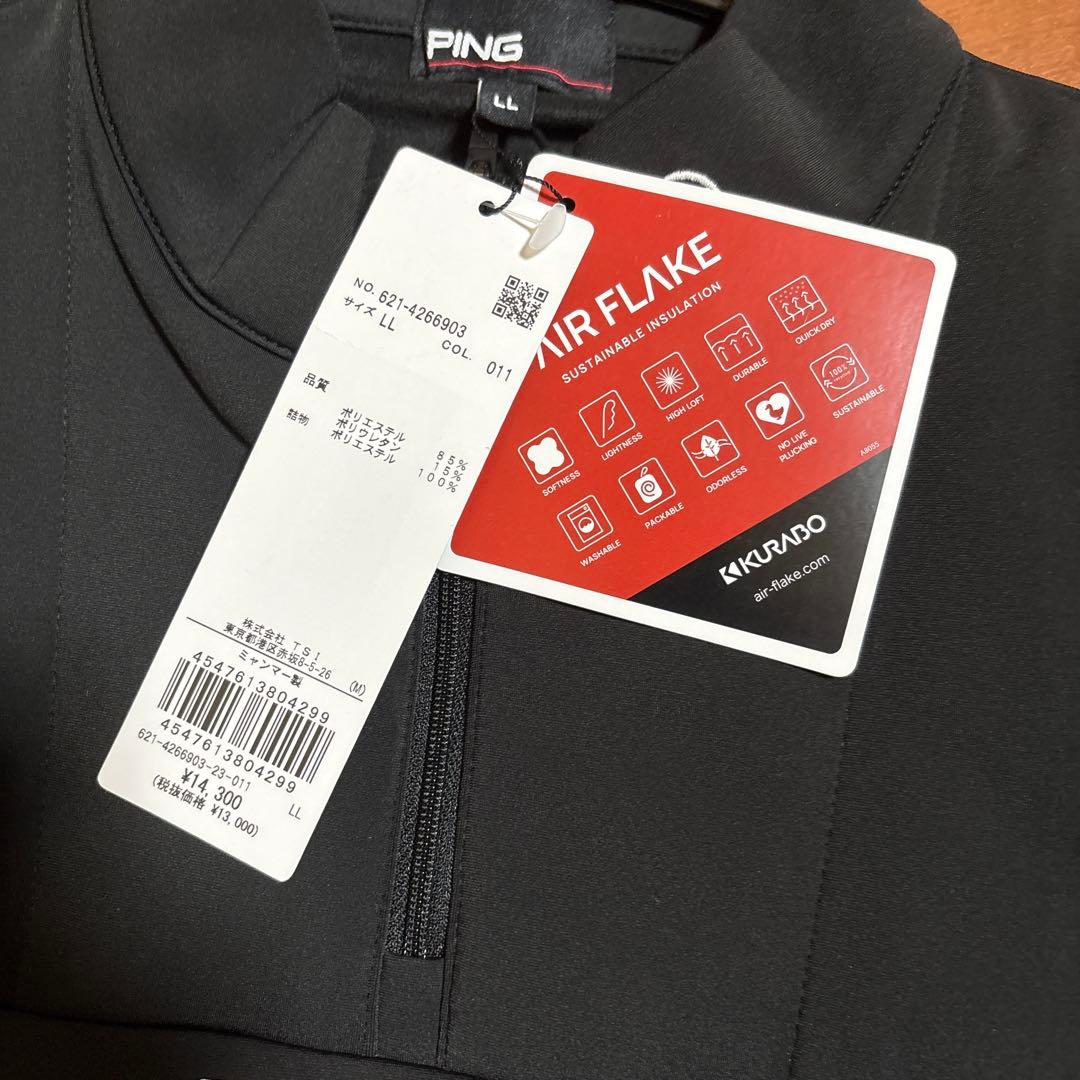 PING
LL
NO. 621-4266903
サイズ LL
COL. 011
品質
ポリエステル 85%
ポリウレタン 15%
詰物 ポリエステル 100%
株式会社 TSI
東京都港区赤坂8-5-26
ミャンマー製 (M)
4547613804299
4547613804299
621-4266903-23-011 LL
¥14,300
(税抜価格 ¥13,000)
AIR FLAKE
SUSTAINABLE INSULATION
SOFTNESS
LIGHTNESS
HIGH LOFT
DURABLE
QUICK DRY
WASHABLE
PACKABLE
ODORLESS
NO LIVE PLUCKING
100%
SUSTAINABLE
AB055
KURABO
air-flake.com